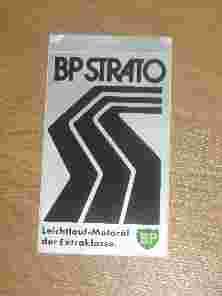 BP STRATO
Leichtlauf-Motoröl
der Extraklasse.
BP